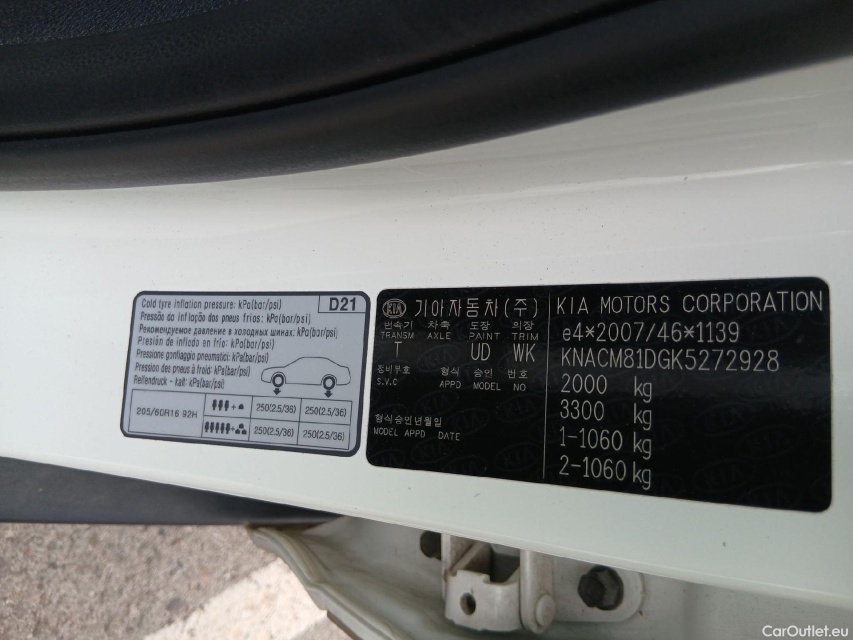 Cold tyre inflation pressure: kPa(bar/psi) D21
Pressão da inflação dos pneus frios: kPa(bar/psi)
Рекомендуемое давление в холодных шинах: kPa(bar/psi)
Presión de inflado en frío: kPa(bar/psi)
Pressione gonfiaggio pneumatici: kPa(bar/psi)
Pression des pneus à froid: kPa(bar/psi)
Reifendruck - kalt: kPa(bar/psi)
205/60R16 92H
250(2.5/36) 250(2.5/36)
250(2.5/36) 250(2.5/36)
KIA 기아자동차(주)
변속기 차축 도장 의장
TRANSM AXLE PAINT TRIM
T UD WK
정비부호 형식 승인 번호
S.V.C APPD MODEL NO
형식승인년월일
MODEL APPD DATE
KIA MOTORS CORPORATION
e4*2007/46*1139
KNACM81DGK5272928
2000 kg
3300 kg
1-1060 kg
2-1060 kg
CarOutlet.eu